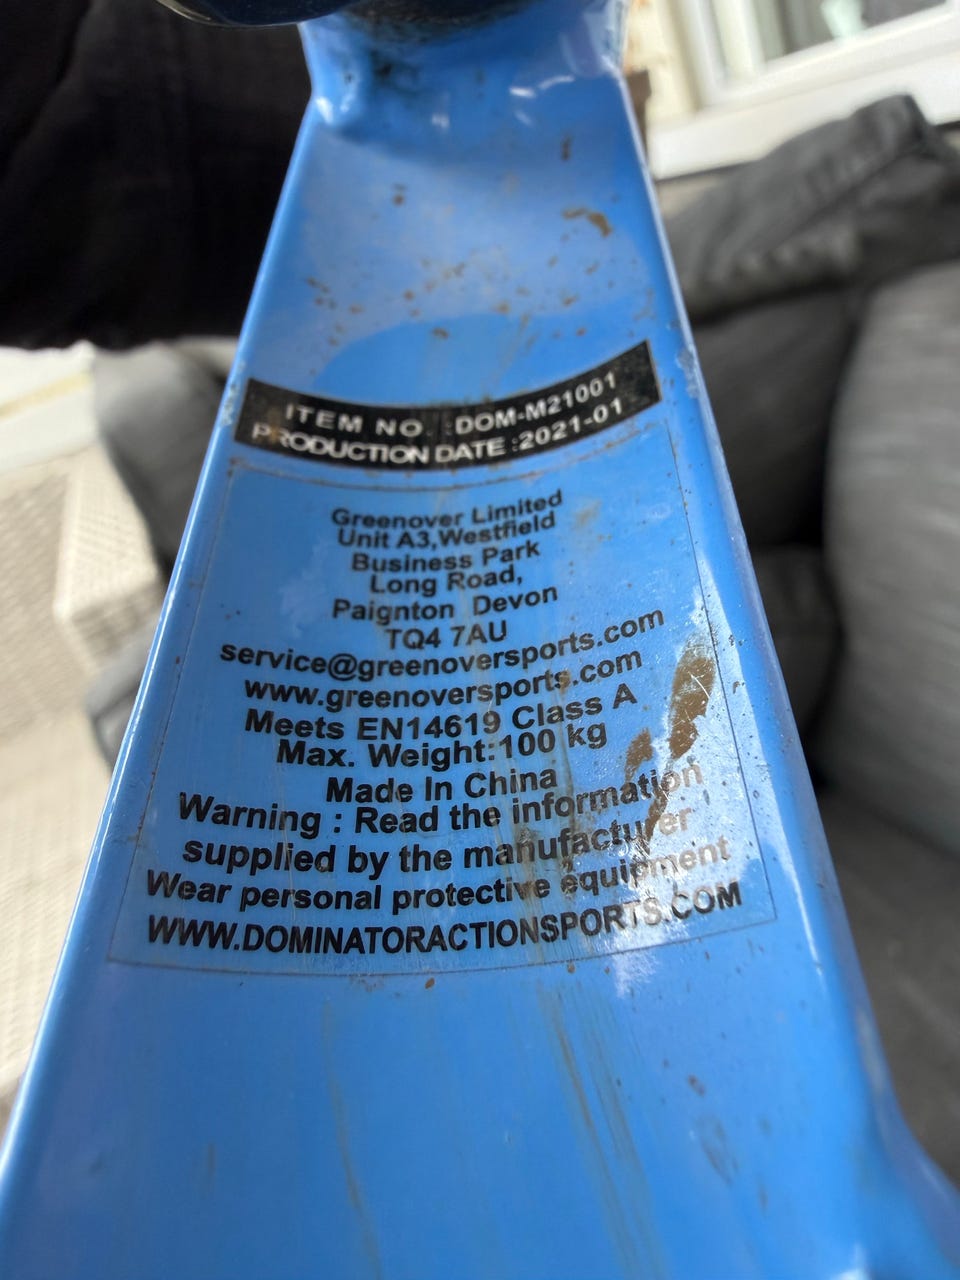 ITEM NO :DOM-M21001
PRODUCTION DATE :2021-01
Greenover Limited
Unit A3,Westfield
Business Park
Long Road,
Paignton Devon
TQ4 7AU
service@greenoversports.com
www.greenoversports.com
Meets EN14619 Class A
Max. Weight:100 kg
Made In China
Warning : Read the information
supplied by the manufacturer
Wear personal protective equipment
WWW.DOMINATORACTIONSPORTS.COM